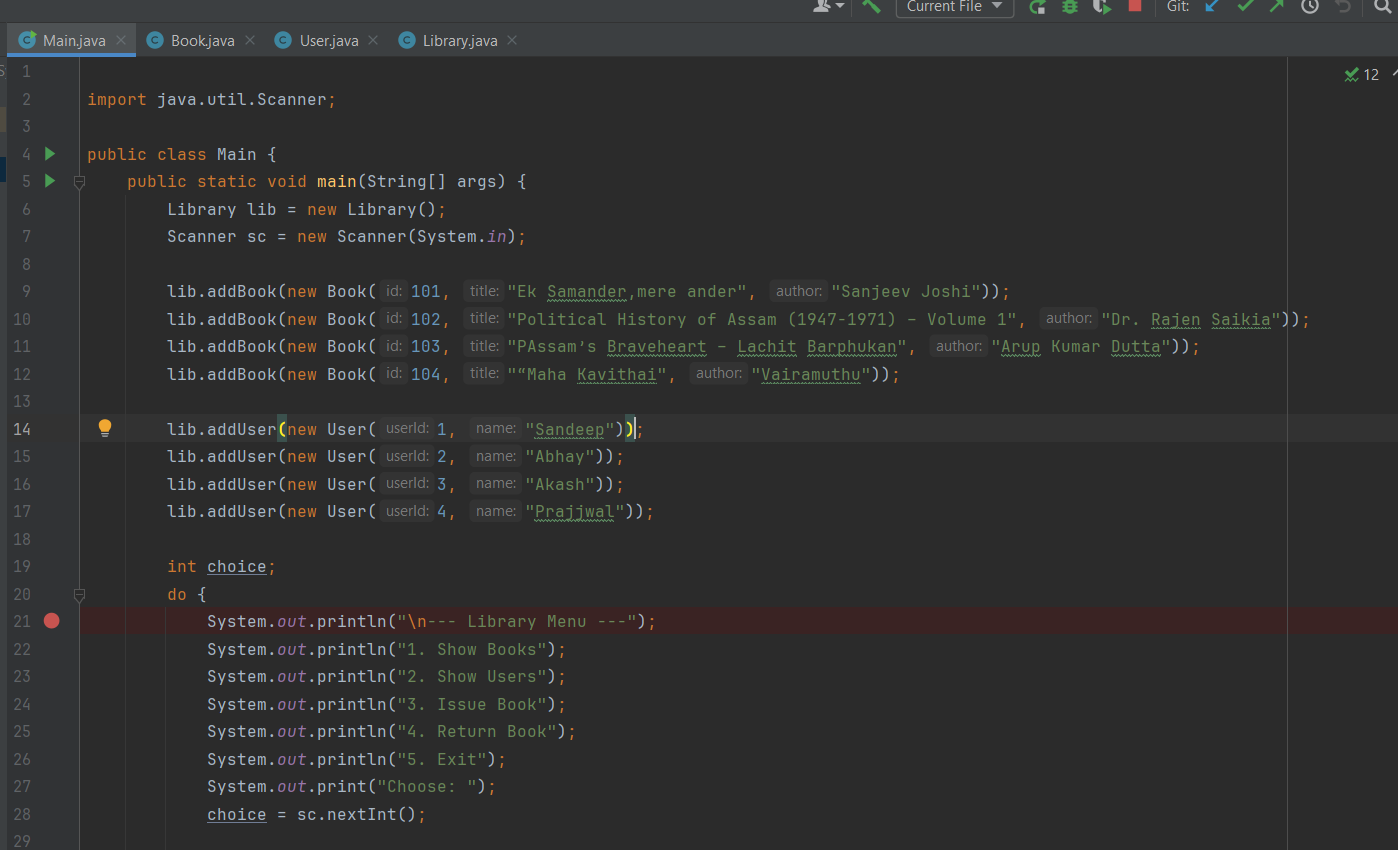 Current File
Git:
Main.java Book.java User.java Library.java
12
1
2 import java.util.Scanner;
3
4 public class Main {
5 public static void main(String[] args) {
6 Library lib = new Library();
7 Scanner sc = new Scanner(System.in);
8
9 lib.addBook(new Book( id: 101, title: "Ek Samander,mere ander", author: "Sanjeev Joshi"));
10 lib.addBook(new Book( id: 102, title: "Political History of Assam (1947-1971) – Volume 1", author: "Dr. Rajen Saikia"));
11 lib.addBook(new Book( id: 103, title: "PAssam’s Braveheart – Lachit Barphukan", author: "Arup Kumar Dutta"));
12 lib.addBook(new Book( id: 104, title: "“Maha Kavithai", author: "Vairamuthu"));
13
14 lib.addUser(new User( userId: 1, name: "Sandeep"));
15 lib.addUser(new User( userId: 2, name: "Abhay"));
16 lib.addUser(new User( userId: 3, name: "Akash"));
17 lib.addUser(new User( userId: 4, name: "Prajjwal"));
18
19 int choice;
20 do {
21 System.out.println("\n--- Library Menu ---");
22 System.out.println("1. Show Books");
23 System.out.println("2. Show Users");
24 System.out.println("3. Issue Book");
25 System.out.println("4. Return Book");
26 System.out.println("5. Exit");
27 System.out.print("Choose: ");
28 choice = sc.nextInt();
29